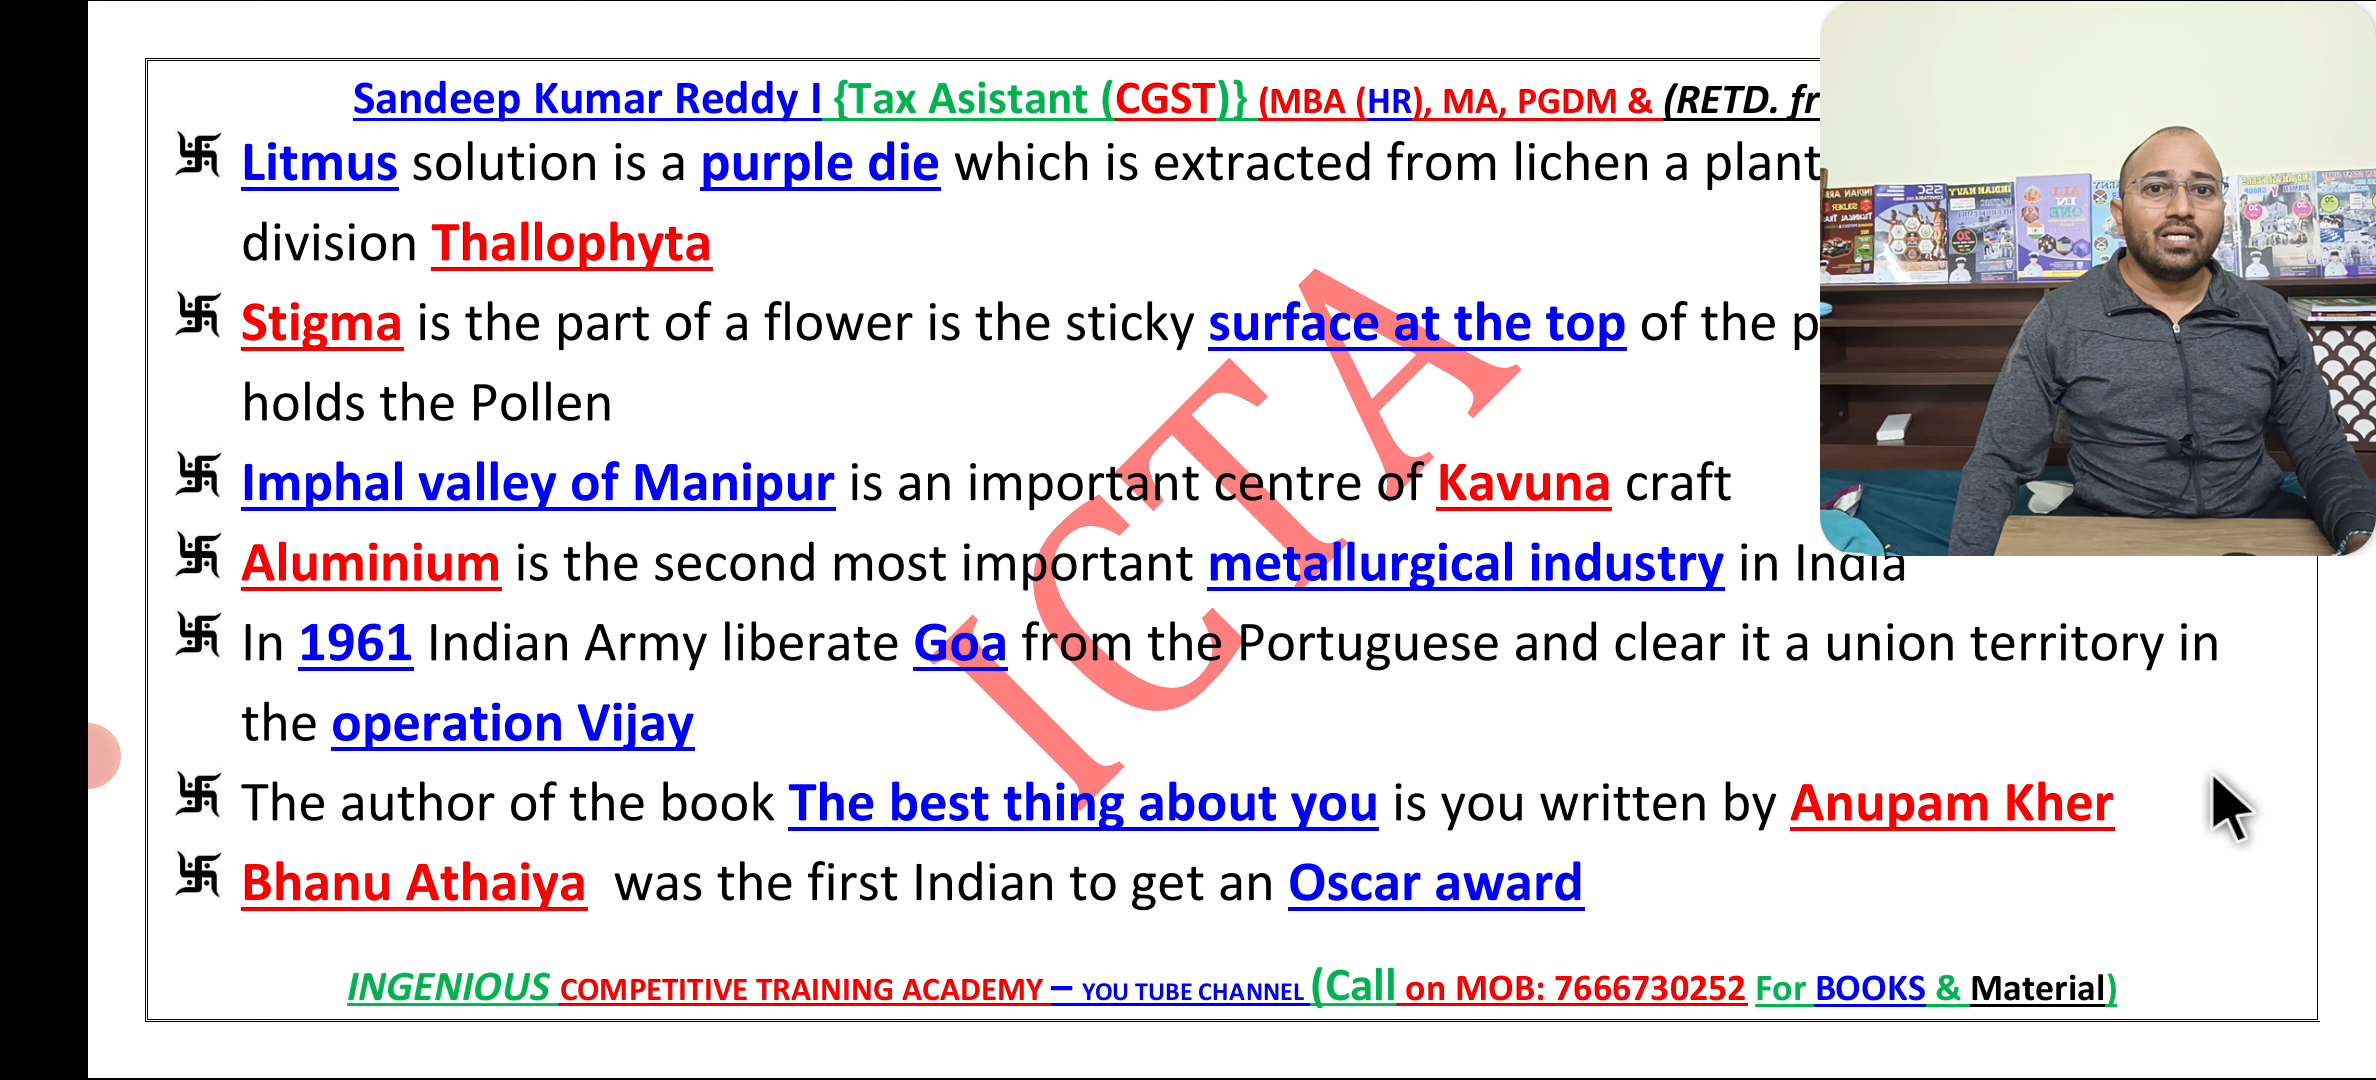 Sandeep Kumar Reddy I {Tax Asistant (CGST)} (MBA (HR), MA, PGDM & (RETD. fr
Litmus solution is a purple die which is extracted from lichen a plant
division Thallophyta
Stigma is the part of a flower is the sticky surface at the top of the p
holds the Pollen
Imphal valley of Manipur is an important centre of Kavuna craft
Aluminium is the second most important metallurgical industry in India
In 1961 Indian Army liberate Goa from the Portuguese and clear it a union territory in
the operation Vijay
The author of the book The best thing about you is you written by Anupam Kher
Bhanu Athaiya was the first Indian to get an Oscar award
ICTA
INGENIOUS COMPETITIVE TRAINING ACADEMY – YOU TUBE CHANNEL (Call on MOB: 7666730252 For BOOKS & Material)